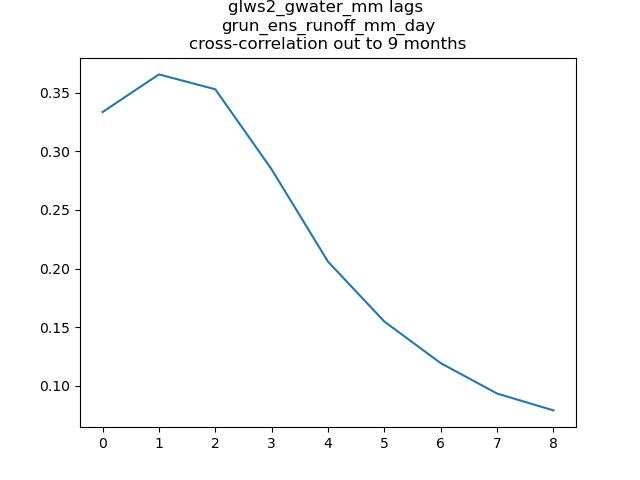 glws2_gwater_mm lags
grun_ens_runoff_mm_day
cross-correlation out to 9 months
0.35
0.30
0.25
0.20
0.15
0.10
0 1 2 3 4 5 6 7 8